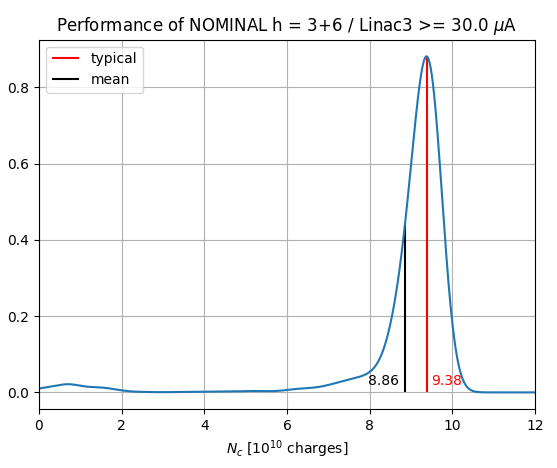 Performance of NOMINAL h = 3+6 / Linac3 >= 30.0 μA
typical
mean
0.8
0.6
0.4
0.2
0.0
8.86
9.38
0 2 4 6 8 10 12
N_c [10^10 charges]